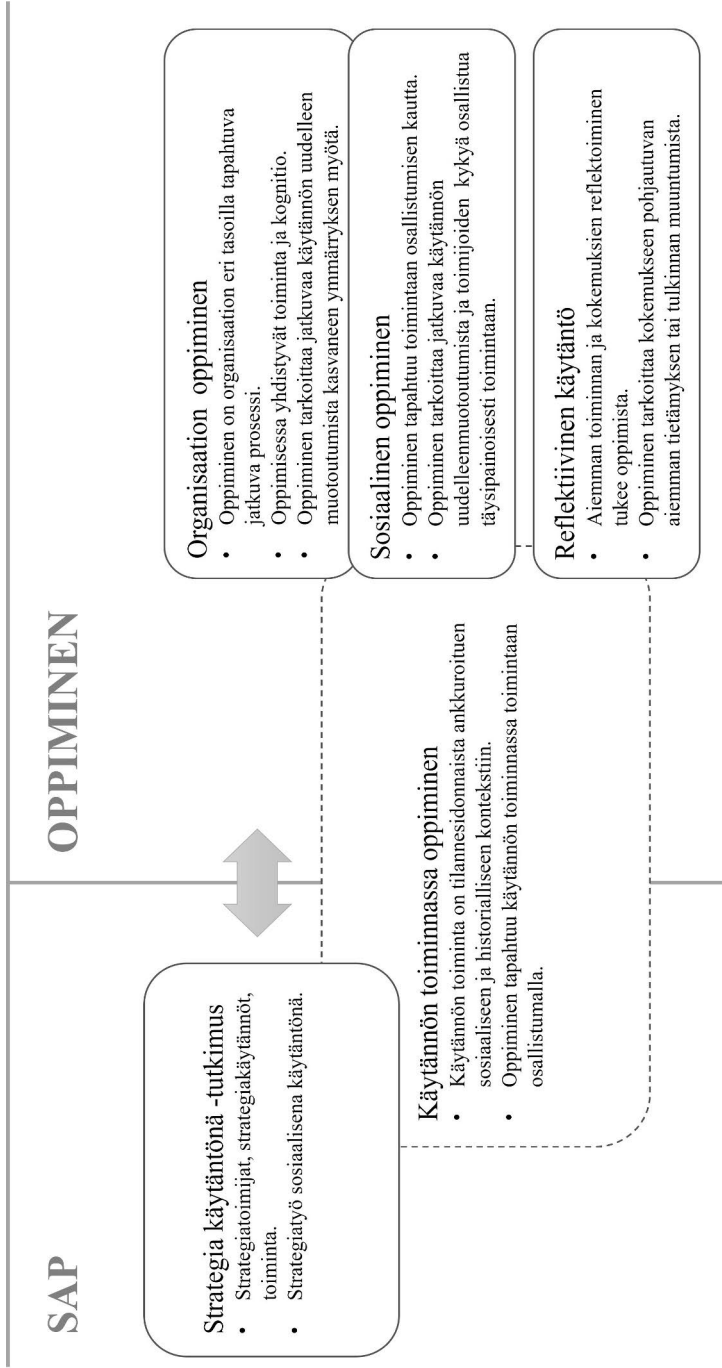 SAP
OPPIMINEN
Strategia käytäntönä -tutkimus
• Strategiatoimijat, strategiakäytännöt,
toiminta.
• Strategiatyö sosiaalisena käytäntönä.
Käytännön toiminnassa oppiminen
• Käytännön toiminta on tilannesidonnaista ankkuroituen
sosiaaliseen ja historialliseen kontekstiin.
• Oppiminen tapahtuu käytännön toiminnassa toimintaan
osallistumalla.
Organisaation oppiminen
• Oppiminen on organisaation eri tasoilla tapahtuva
jatkuva prosessi.
• Oppimisessa yhdistyvät toiminta ja kognitio.
• Oppiminen tarkoittaa jatkuvaa käytännön uudelleen
muotoutumista kasvaneen ymmärryksen myötä.
Sosiaalinen oppiminen
• Oppiminen tapahtuu toimintaan osallistumisen kautta.
• Oppiminen tarkoittaa jatkuvaa käytännön
uudelleenmuotoutumista ja toimijoiden kykyä osallistua
täysipainoisesti toimintaan.
Reflektiivinen käytäntö
• Aiemman toiminnan ja kokemuksien reflektoiminen
tukee oppimista.
• Oppiminen tarkoittaa kokemukseen pohjautuvan
aiemman tietämyksen tai tulkinnan muuntumista.